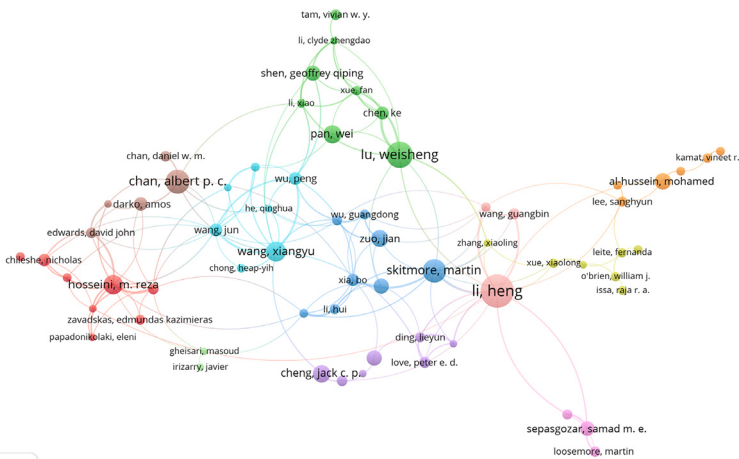 tam, vivian w. y.
li, clyde zhengdao
shen, geoffrey qiping
xue, fan
li, xiao
chen, ke
pan, wei
lu, weisheng
chan, daniel w. m.
kamat, vineet r.
chan, albert p. c.
wu, peng
al-hussein, mohamed
darko, amos
he, qinghua
wu, guangdong
wang, guangbin
lee, sanghyun
edwards, david john
wang, jun
zuo, jian
zhang, xiaoling
wang, xiangyu
leite, fernanda
chileshe, nicholas
chong, heap-yih
skitmore, martin
xue, xiaolong
hosseini, m. reza
xia, bo
o'brien, william j.
li, heng
issa, raja r. a.
li, hui
zavadskas, edmundas kazimieras
papadonikolaki, eleni
ding, lieyun
gheisari, masoud
irizarry, javier
love, peter e. d.
cheng, jack c. p.
sepasgozar, samad m. e.
loosemore, martin